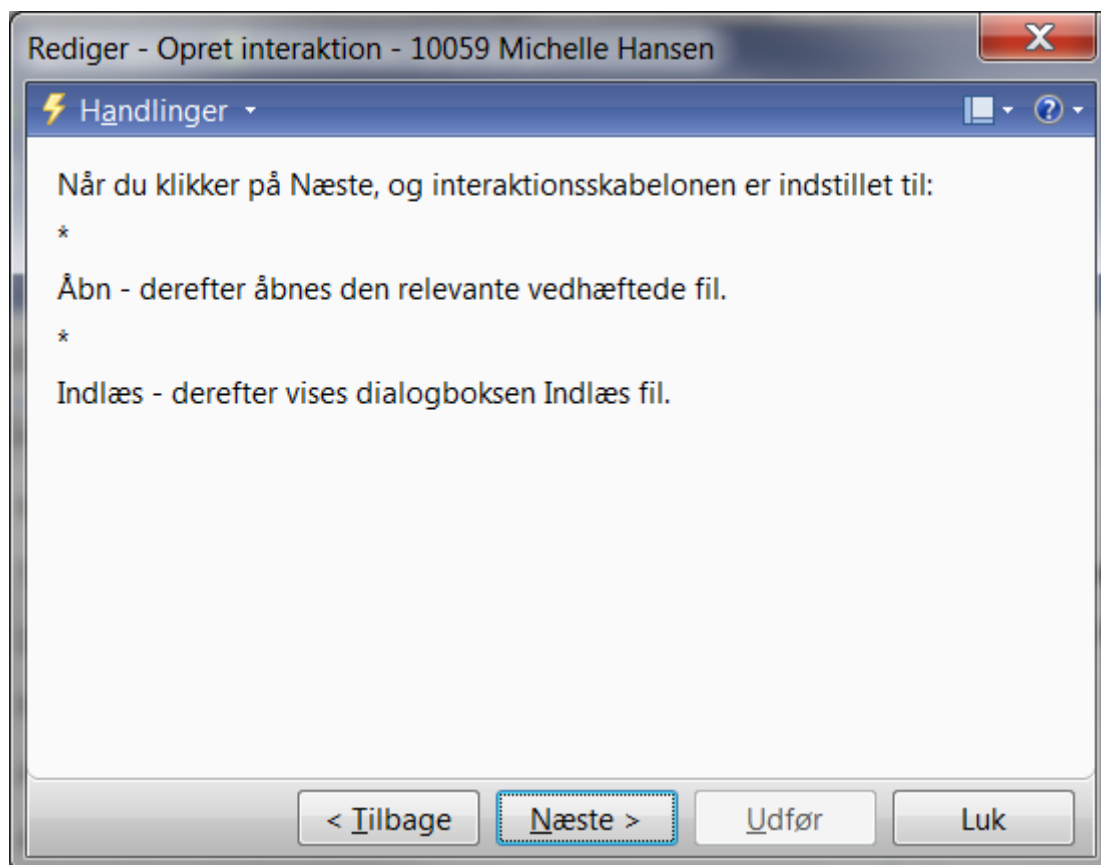 Rediger - Opret interaktion - 10059 Michelle Hansen
Handlinger
Når du klikker på Næste, og interaktionsskabelonen er indstillet til:
*
Åbn - derefter åbnes den relevante vedhæftede fil.
*
Indlæs - derefter vises dialogboksen Indlæs fil.
< Tilbage Næste > Udfør Luk